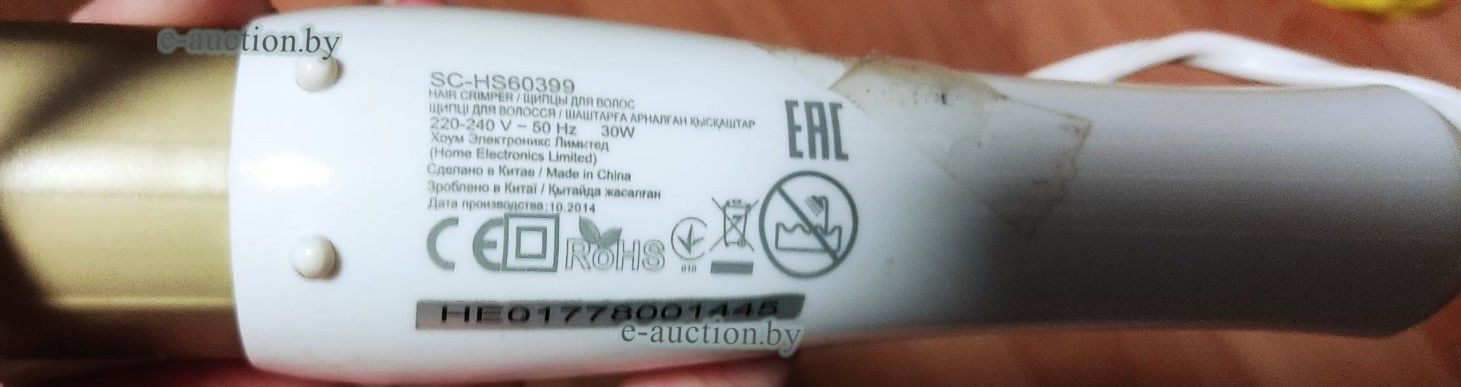 e-auction.by
SC-HS60399
HAIR CRIMPER / ЩИПЦЫ ДЛЯ ВОЛОС
ЩИПЦІ ДЛЯ ВОЛОССЯ / ШАШТАРҒА АРНАЛҒАН ҚЫСҚАШТАР
220-240 V ~ 50 Hz 30W
Хоум Электроникс Лимитед
(Home Electronics Limited)
Сделано в Китае / Made in China
Зроблено в Китаї / Қытайда жасалған
Дата производства: 10.2014
EAC
CE RoHS
010
HE01778001445
e-auction.by